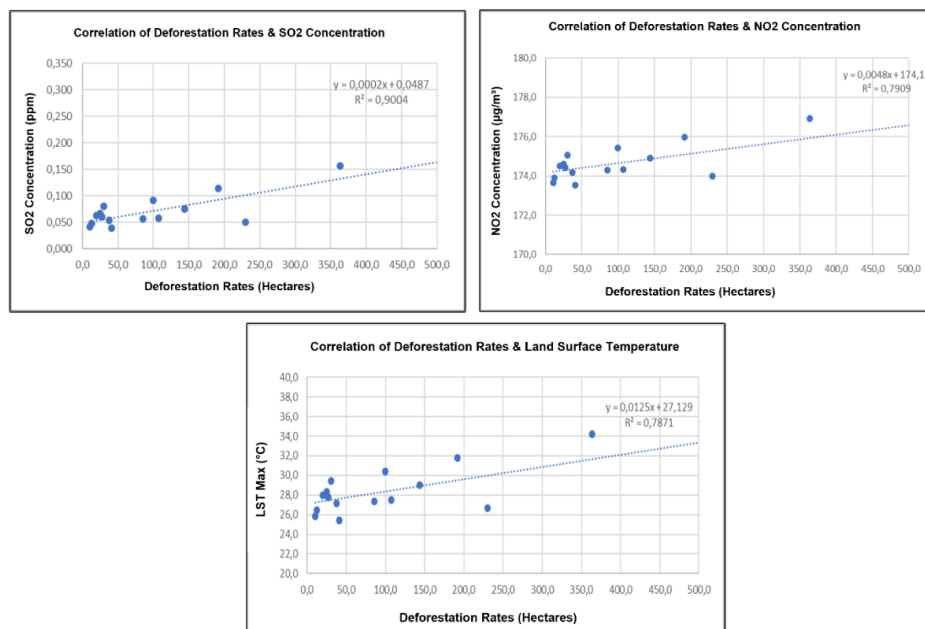 Correlation of Deforestation Rates & SO2 Concentration
0,350
0,300
0,250
0,200
0,150
0,100
0,050
0,000
y = 0,0002x + 0,0487
R² = 0,9004
SO2 Concentration (ppm)
0,0 50,0 100,0 150,0 200,0 250,0 300,0 350,0 400,0 450,0 500,0
Deforestation Rates (Hectares)
Correlation of Deforestation Rates & NO2 Concentration
180,0
178,0
176,0
174,0
172,0
170,0
y = 0,0048x + 174,1
R² = 0,7909
NO2 Concentration (µg/m³)
0,0 50,0 100,0 150,0 200,0 250,0 300,0 350,0 400,0 450,0 500,0
Deforestation Rates (Hectares)
Correlation of Deforestation Rates & Land Surface Temperature
40,0
38,0
36,0
34,0
32,0
30,0
28,0
26,0
24,0
22,0
20,0
y = 0,0125x + 27,129
R² = 0,7871
LST Max (°C)
0,0 50,0 100,0 150,0 200,0 250,0 300,0 350,0 400,0 450,0 500,0
Deforestation Rates (Hectares)